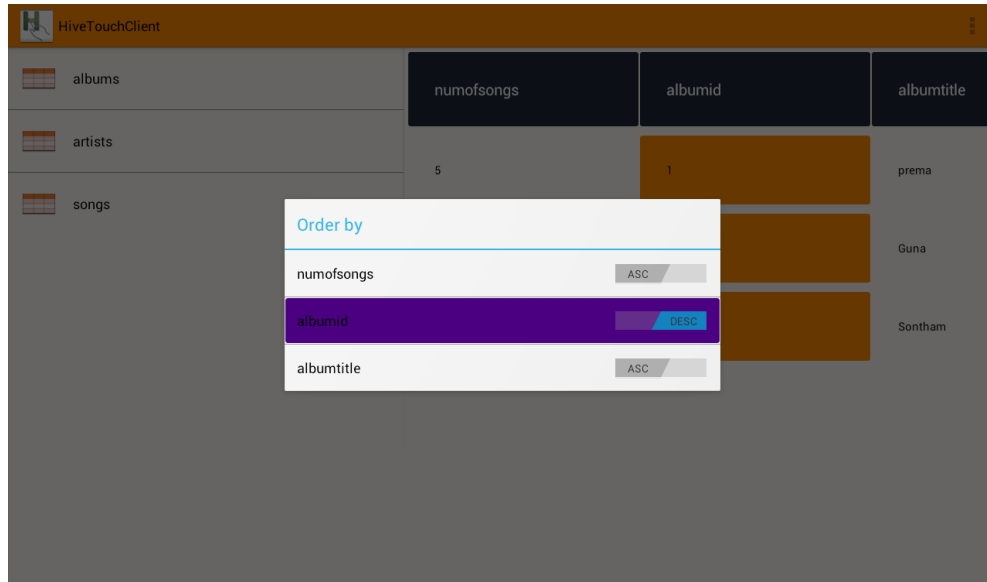 HiveTouchClient
albums
artists
songs
numofsongs albumid albumtitle
5 1 prema
Guna
Sontham
Order by
numofsongs ASC
albumid DESC
albumtitle ASC